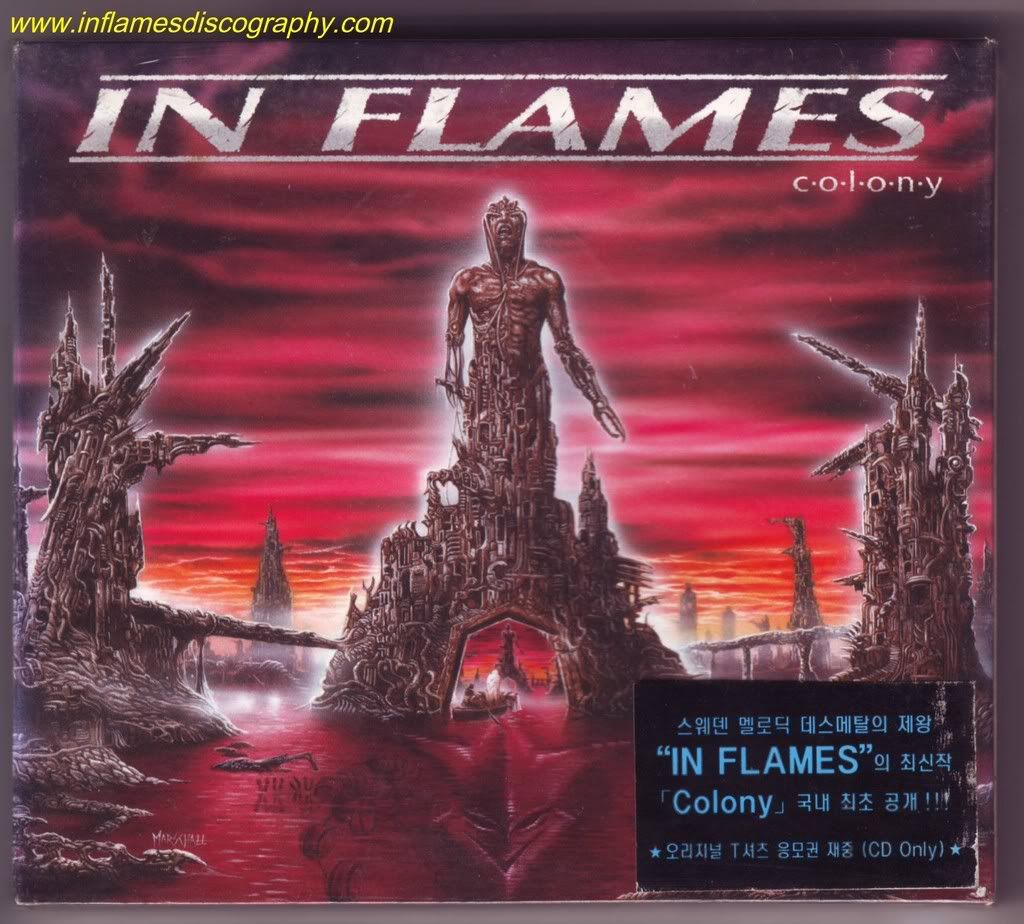 www.inflamesdiscography.com
IN FLAMES
c·o·l·o·n·y
MARSHALL
스웨덴 멜로딕 데스메탈의 제왕
“IN FLAMES”의 최신작
「Colony」 국내 최초 공개!!!
★오리지널 T셔츠 응모권 재중 (CD Only)★